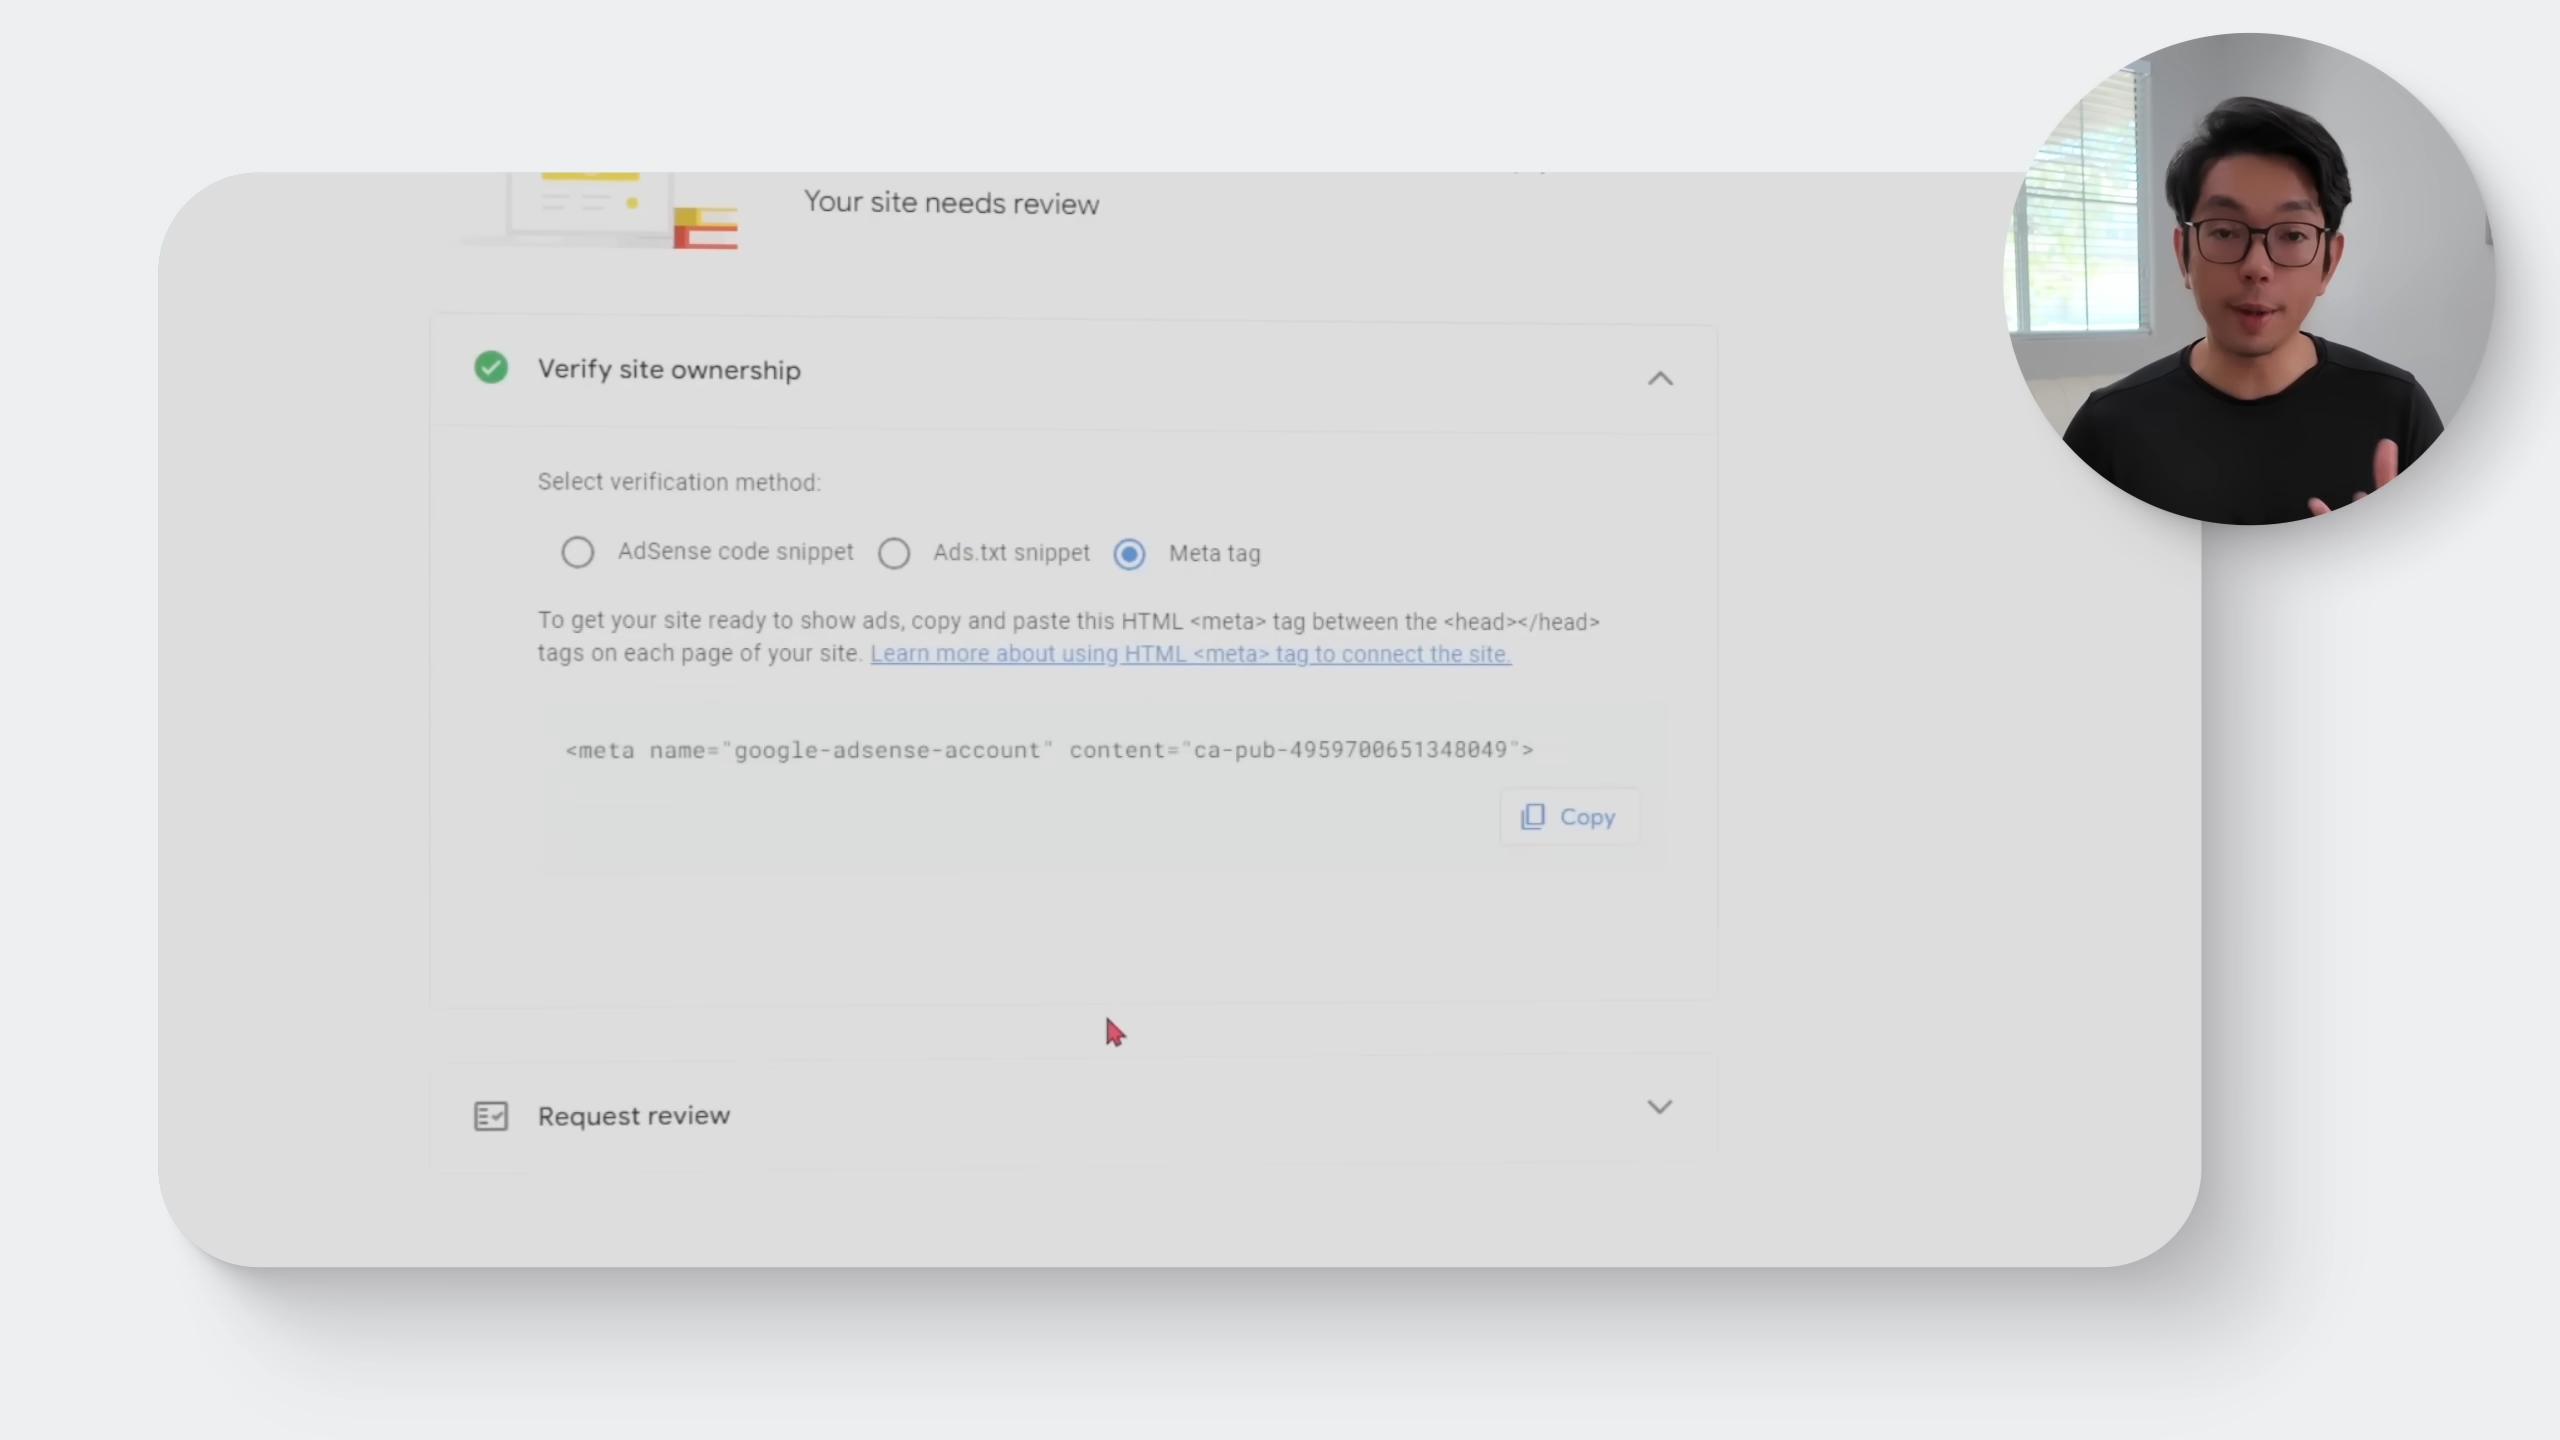 Your site needs review
Verify site ownership
Select verification method:
AdSense code snippet Ads.txt snippet Meta tag
To get your site ready to show ads, copy and paste this HTML <meta> tag between the <head></head>
tags on each page of your site. Learn more about using HTML <meta> tag to connect the site.
<meta name="google-adsense-account" content="ca-pub-4959700651348049">
Copy
Request review